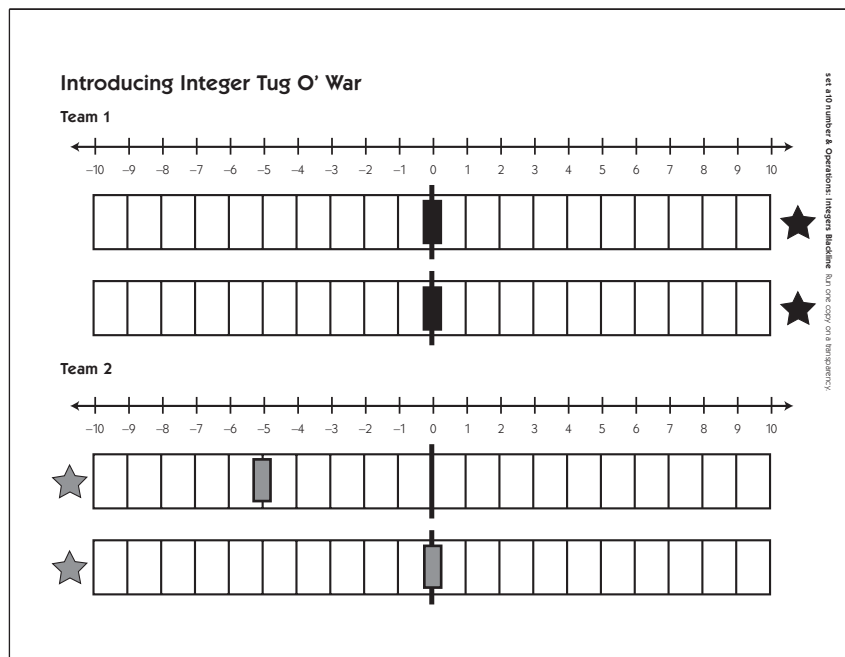 Introducing Integer Tug O' War
Team 1
–10 –9 –8 –7 –6 –5 –4 –3 –2 –1 0 1 2 3 4 5 6 7 8 9 10
Team 2
–10 –9 –8 –7 –6 –5 –4 –3 –2 –1 0 1 2 3 4 5 6 7 8 9 10
set a10 number & Operations: Integers Blackline Run one copy on a transparency.